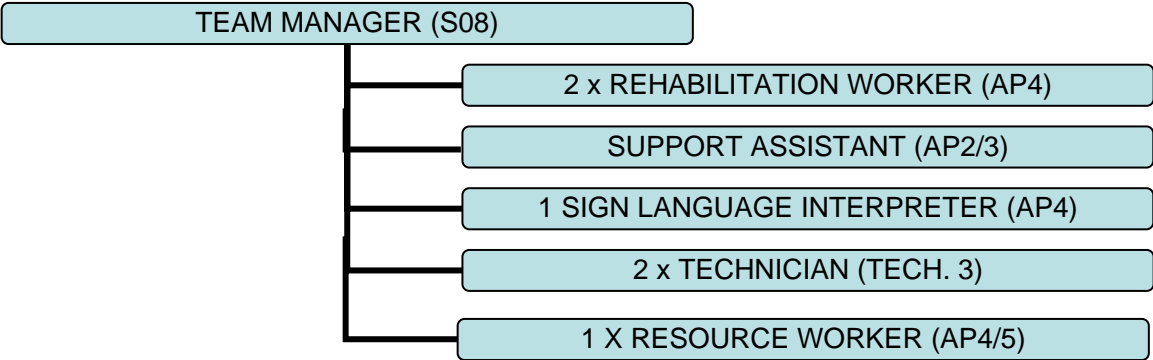 TEAM MANAGER (S08)
2 x REHABILITATION WORKER (AP4)
SUPPORT ASSISTANT (AP2/3)
1 SIGN LANGUAGE INTERPRETER (AP4)
2 x TECHNICIAN (TECH. 3)
1 X RESOURCE WORKER (AP4/5)